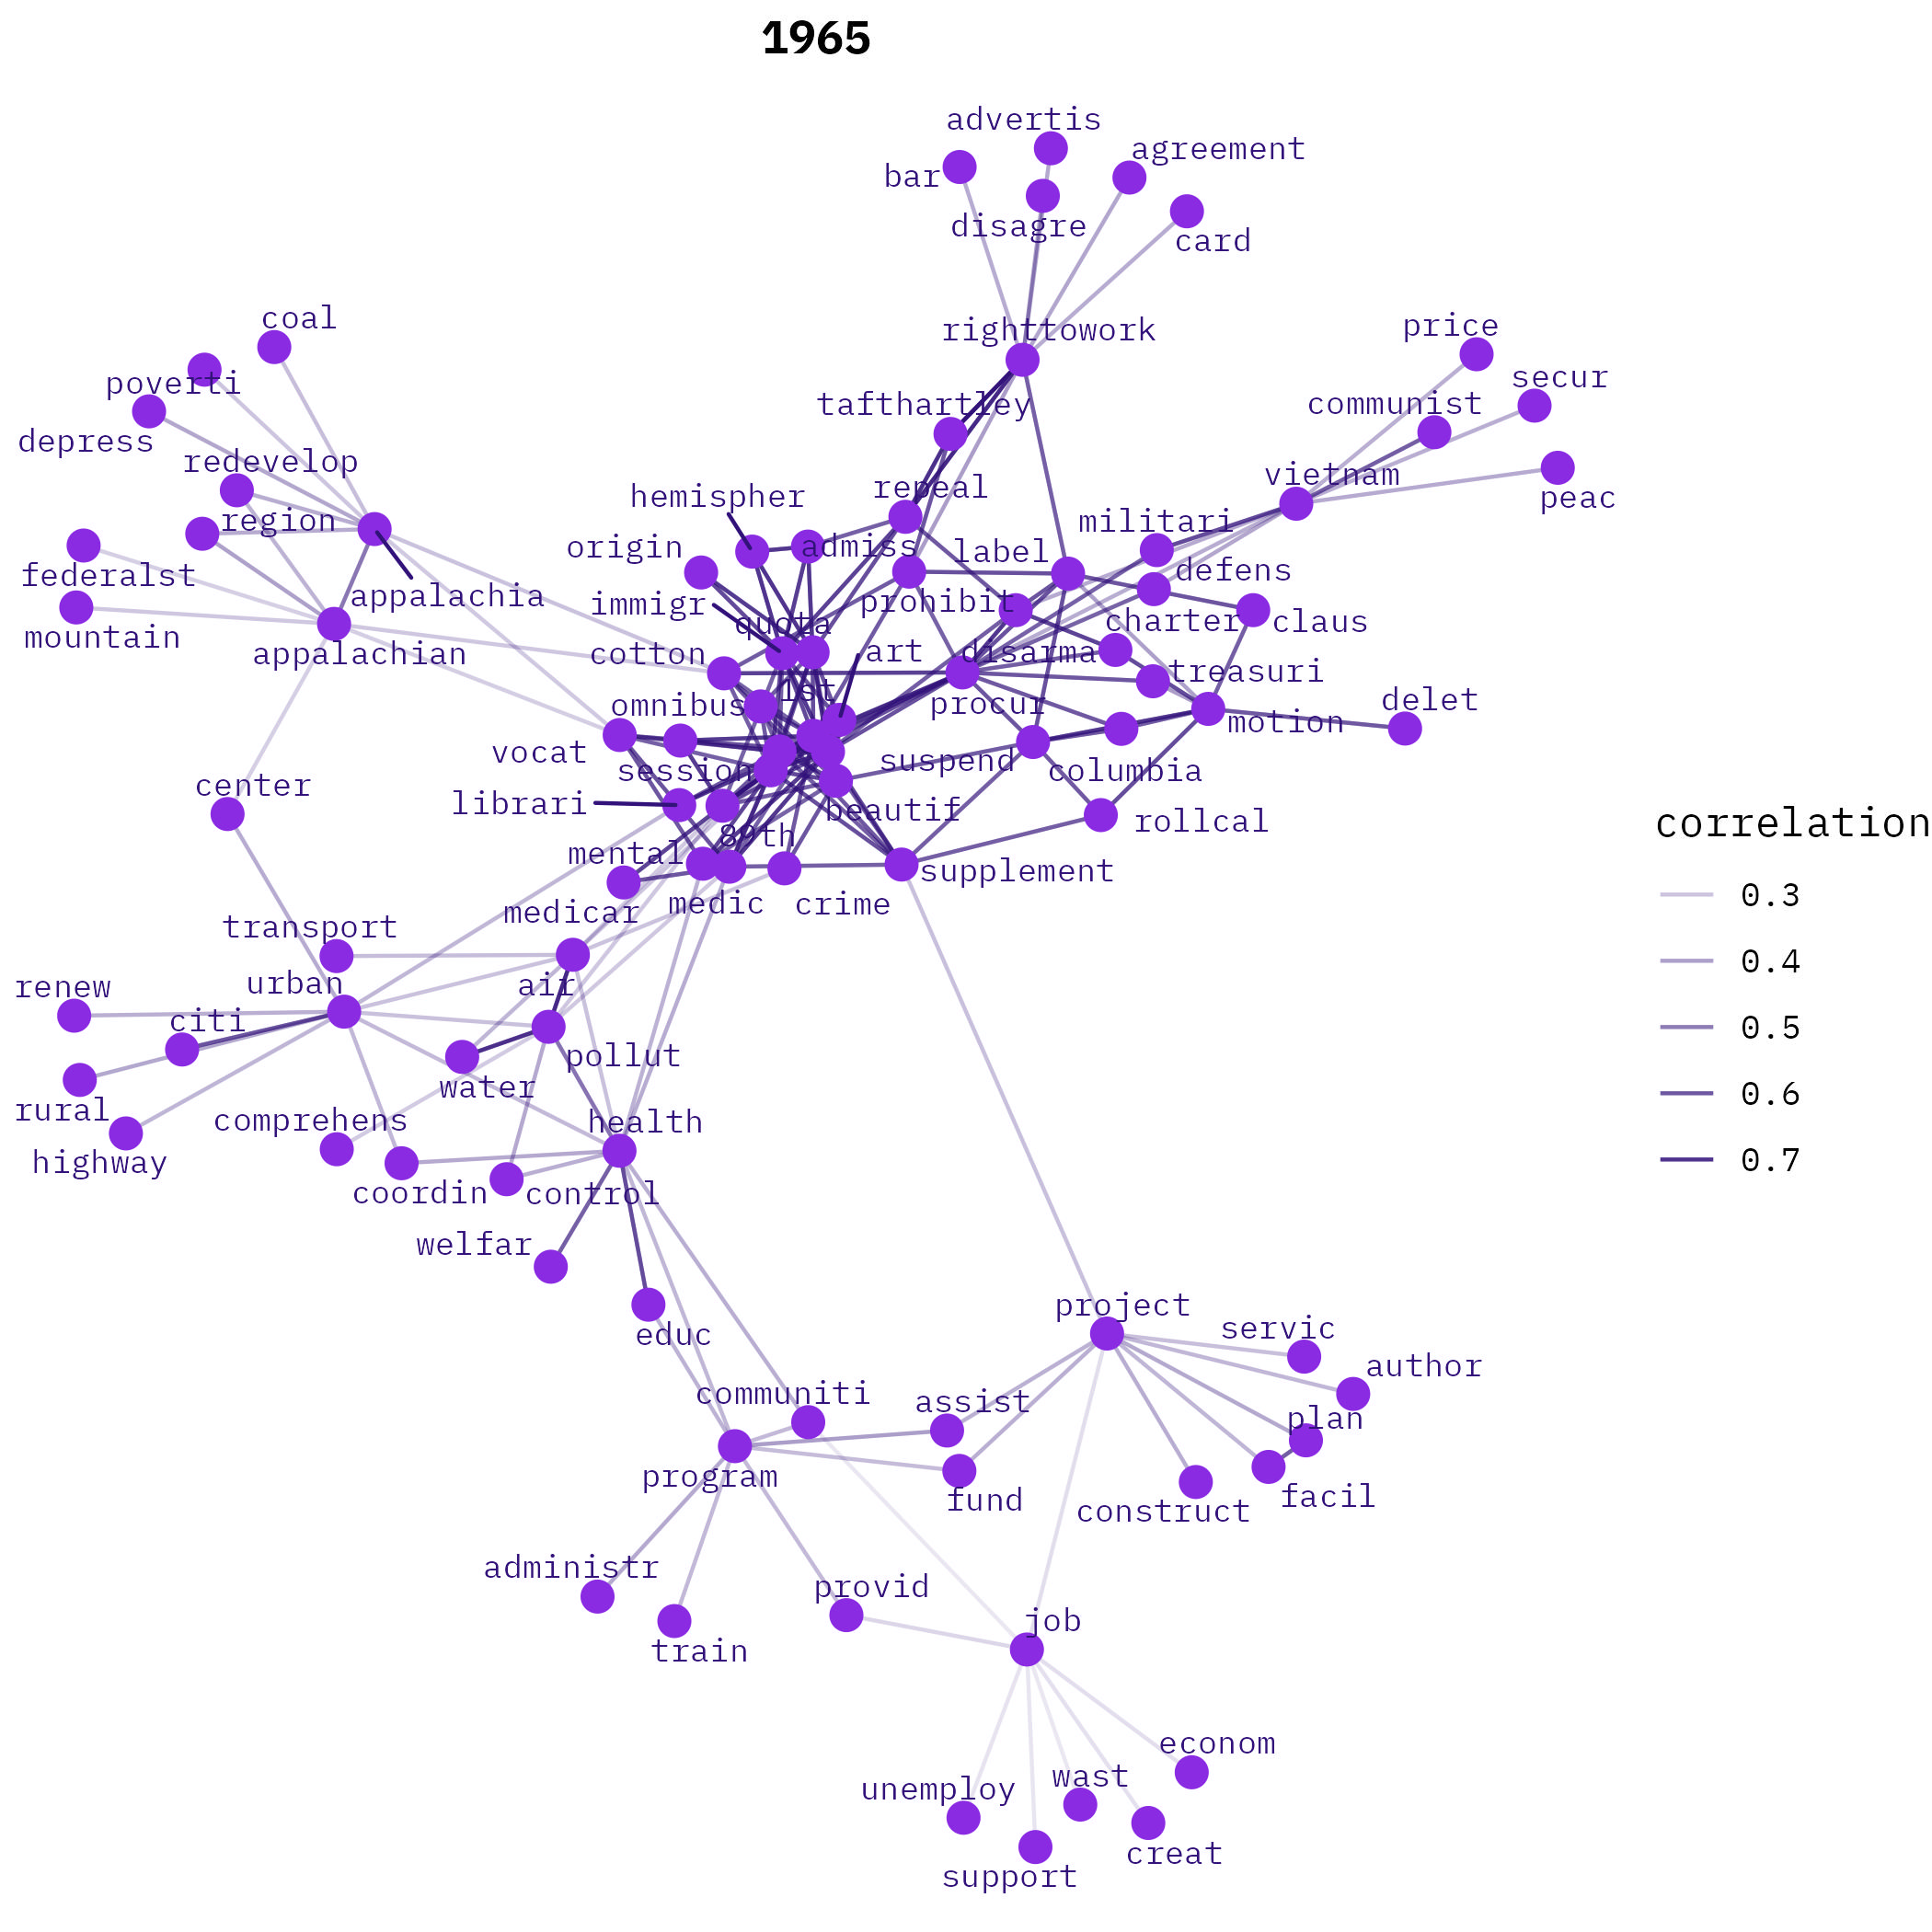 1965
advertis
agreement
bar
disagre
card
coal
righttowork
price
poverti
secur
tafthartley
communist
depress
redevelop
vietnam
repeal
hemispher
peac
region
militari
origin
admiss
label
federalst
defens
appalachia
immigr
prohibit
charter
claus
quota
mountain
appalachian
cotton
art
disarma
treasuri
1st
omnibus
procur
delet
motion
vocat
suspend
session
columbia
center
librari
beautif
rollcal
correlation
89th
mental
supplement
0.3
medic
crime
medicar
transport
0.4
urban
air
renew
citi
0.5
pollut
water
0.6
rural
comprehens
health
highway
0.7
coordin
control
welfar
project
servic
educ
author
communiti
assist
plan
program
fund
facil
construct
administr
provid
job
train
econom
wast
unemploy
creat
support